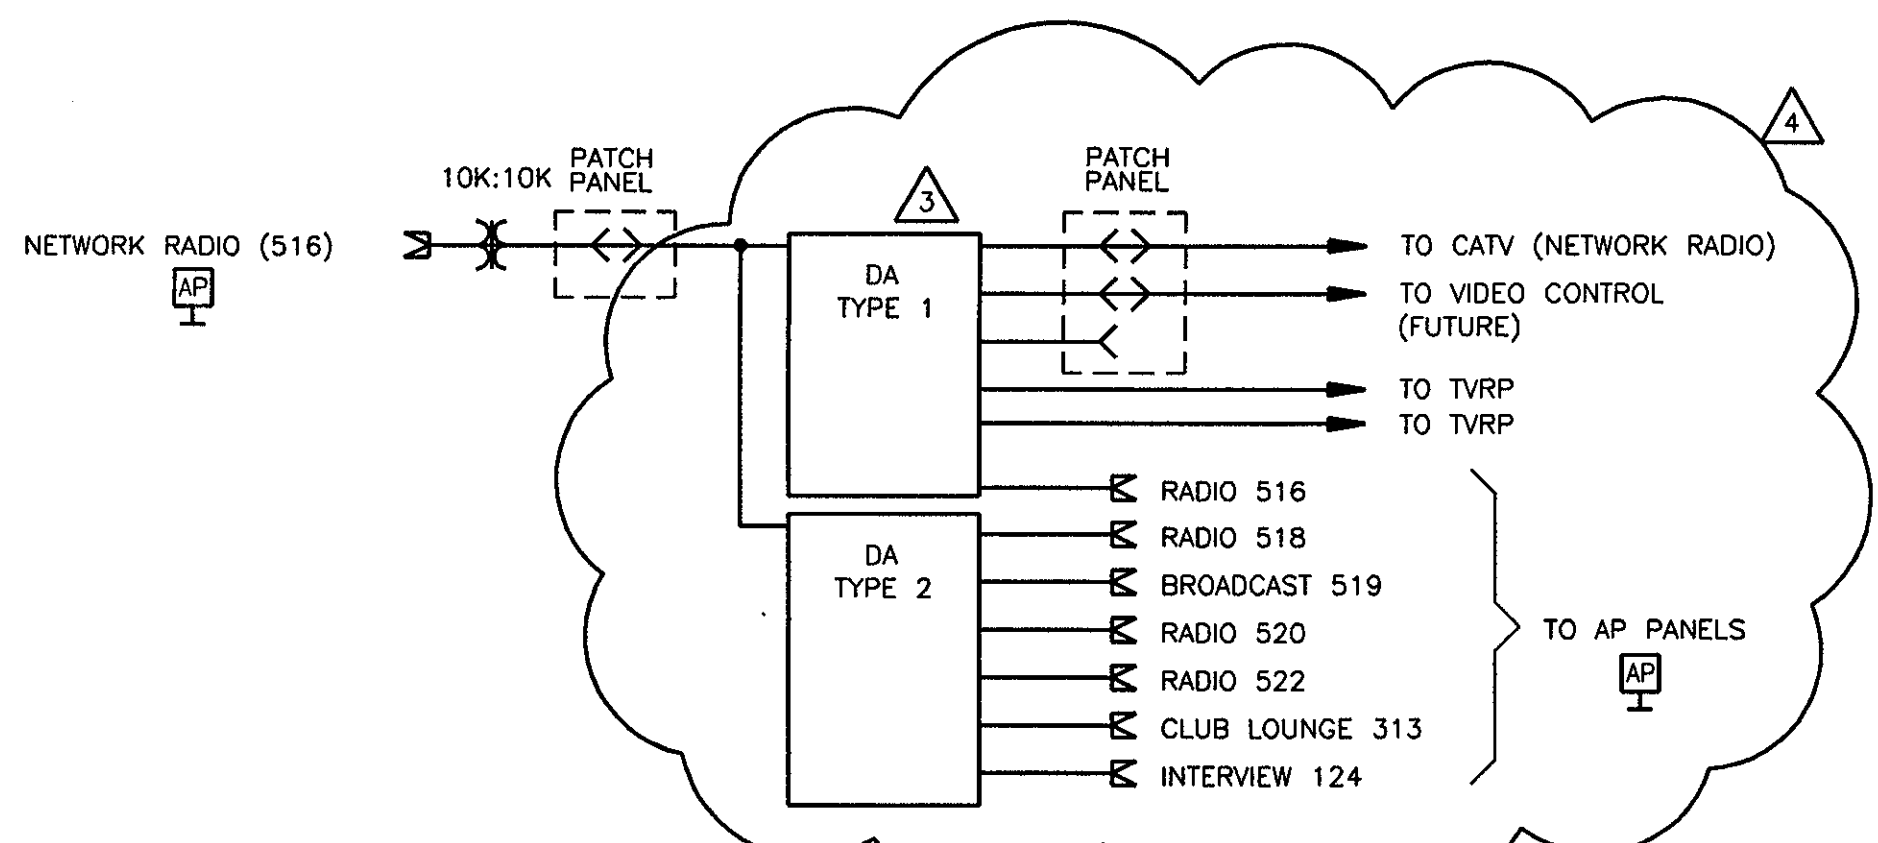 4
10K:10K
PATCH
PANEL
3
PATCH
PANEL
NETWORK RADIO (516)
AP
DA
TYPE 1
TO CATV (NETWORK RADIO)
TO VIDEO CONTROL
(FUTURE)
TO TVRP
TO TVRP
RADIO 516
DA
TYPE 2
RADIO 518
BROADCAST 519
RADIO 520
RADIO 522
CLUB LOUNGE 313
INTERVIEW 124
TO AP PANELS
AP